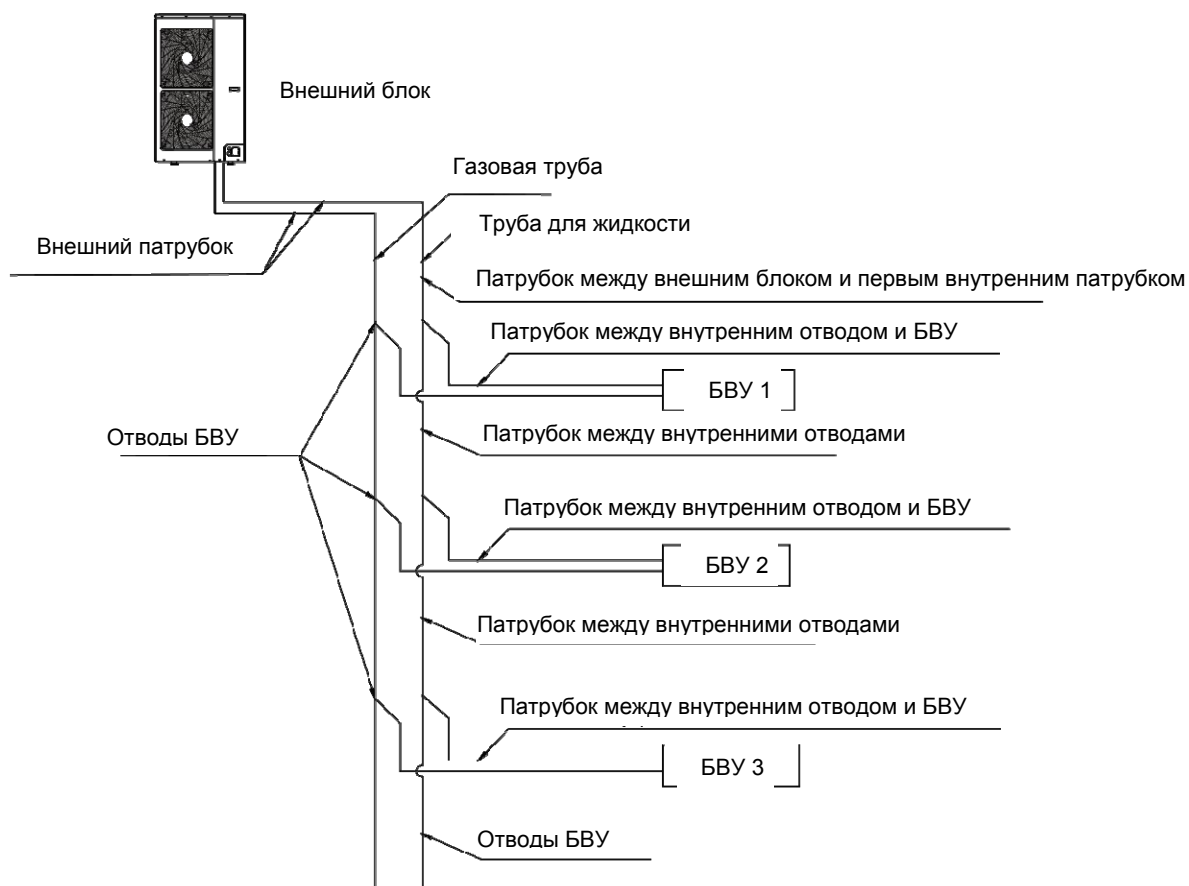 Внешний блок
Газовая труба
Труба для жидкости
Внешний патрубок
Патрубок между внешним блоком и первым внутренним патрубком
Патрубок между внутренним отводом и БВУ
БВУ 1
Отводы БВУ
Патрубок между внутренними отводами
Патрубок между внутренним отводом и БВУ
БВУ 2
Патрубок между внутренними отводами
Патрубок между внутренним отводом и БВУ
БВУ 3
Отводы БВУ